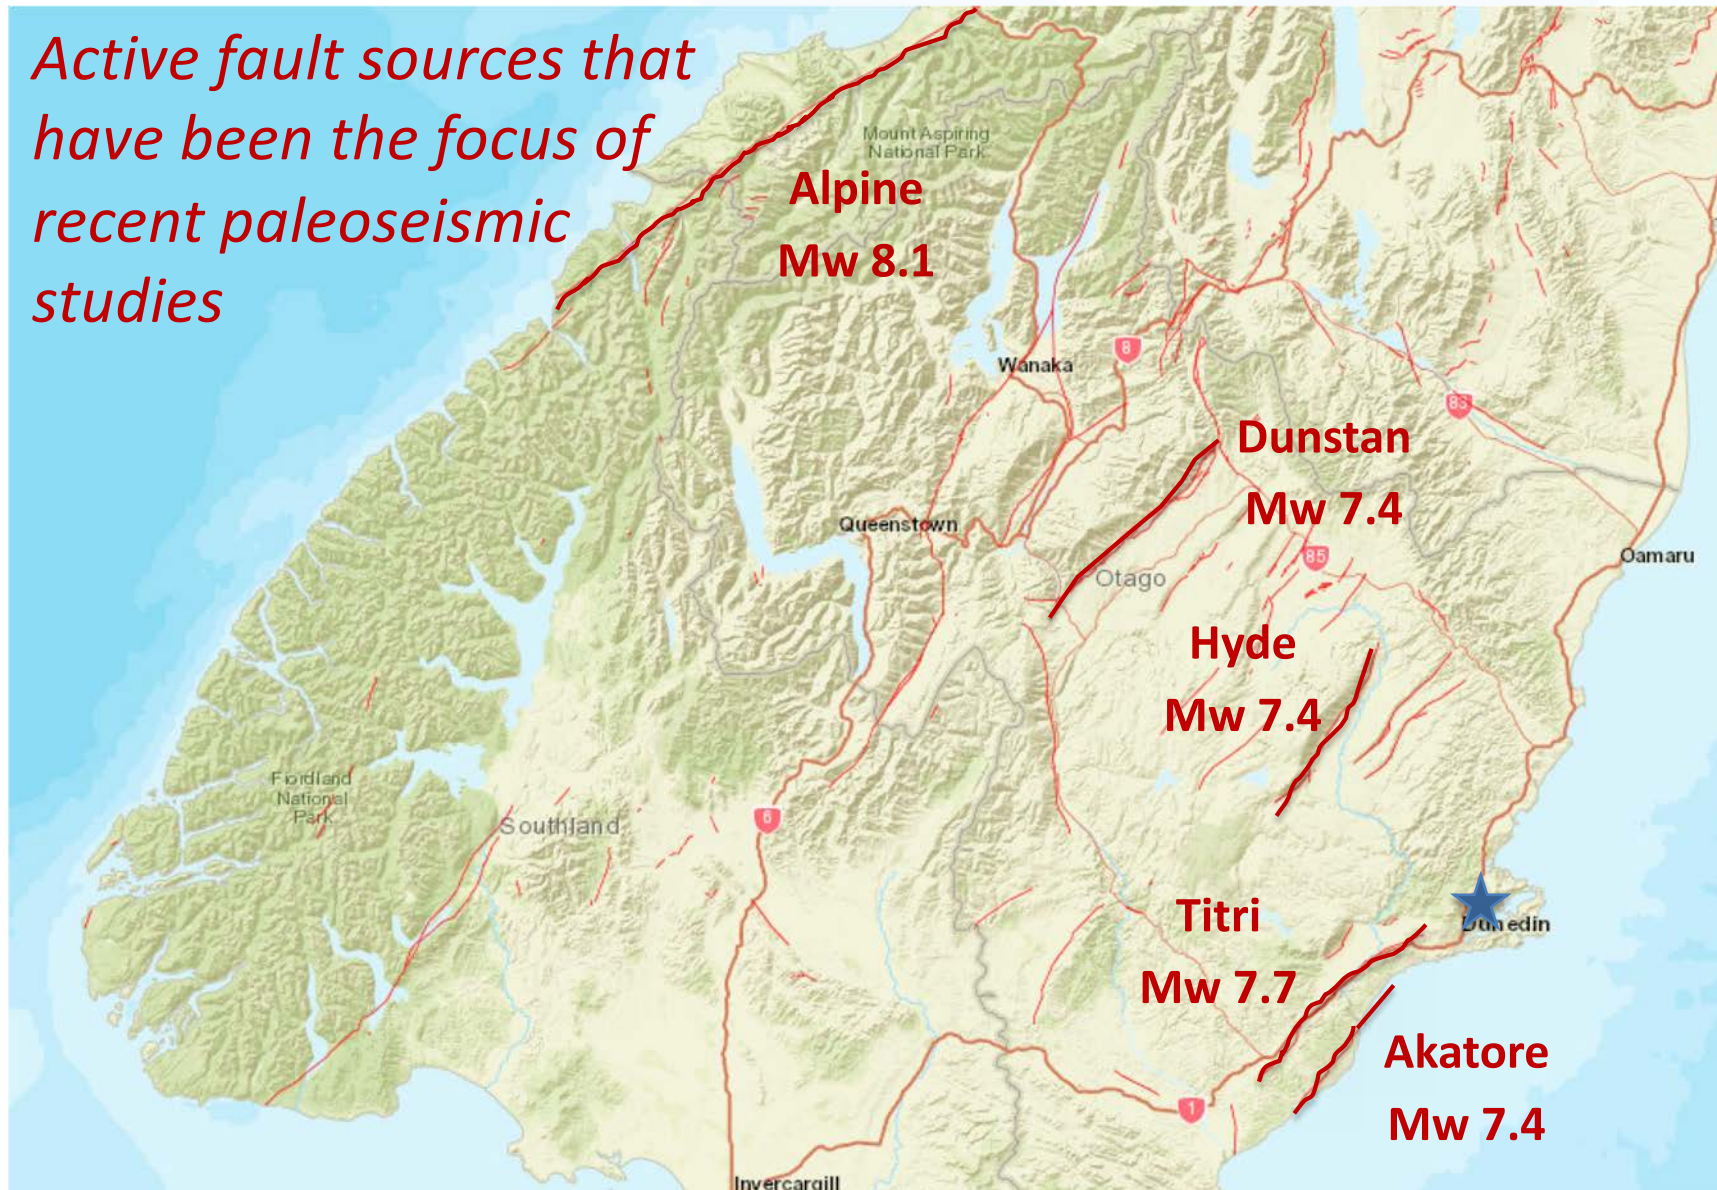 Active fault sources that
have been the focus of
recent paleoseismic
studies
Mount Aspiring
National Park
Alpine
Mw 8.1
Wanaka
8
83
Dunstan
Mw 7.4
Queenstown
85
Oamaru
Otago
Hyde
Mw 7.4
Fiordland
National
Park
Southland
6
Titri
Mw 7.7
Dunedin
Akatore
Mw 7.4
1
Invercargill